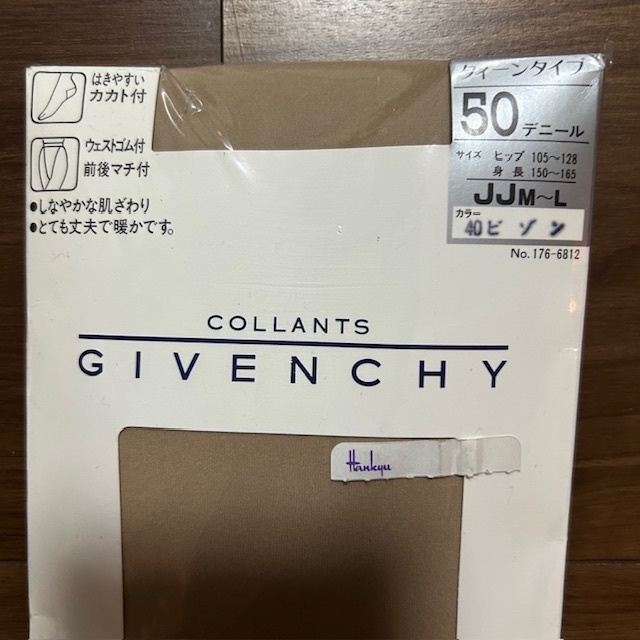 はきやすい
カカト付
ウェストゴム付
前後マチ付
●しなやかな肌ざわり
●とても丈夫で暖かです。
クィーンタイプ
50デニール
サイズ ヒップ 105〜128
身長 150〜165
JJM〜L
カラー
40ビゾン
No.176-6812
COLLANTS
GIVENCHY
Hankyu